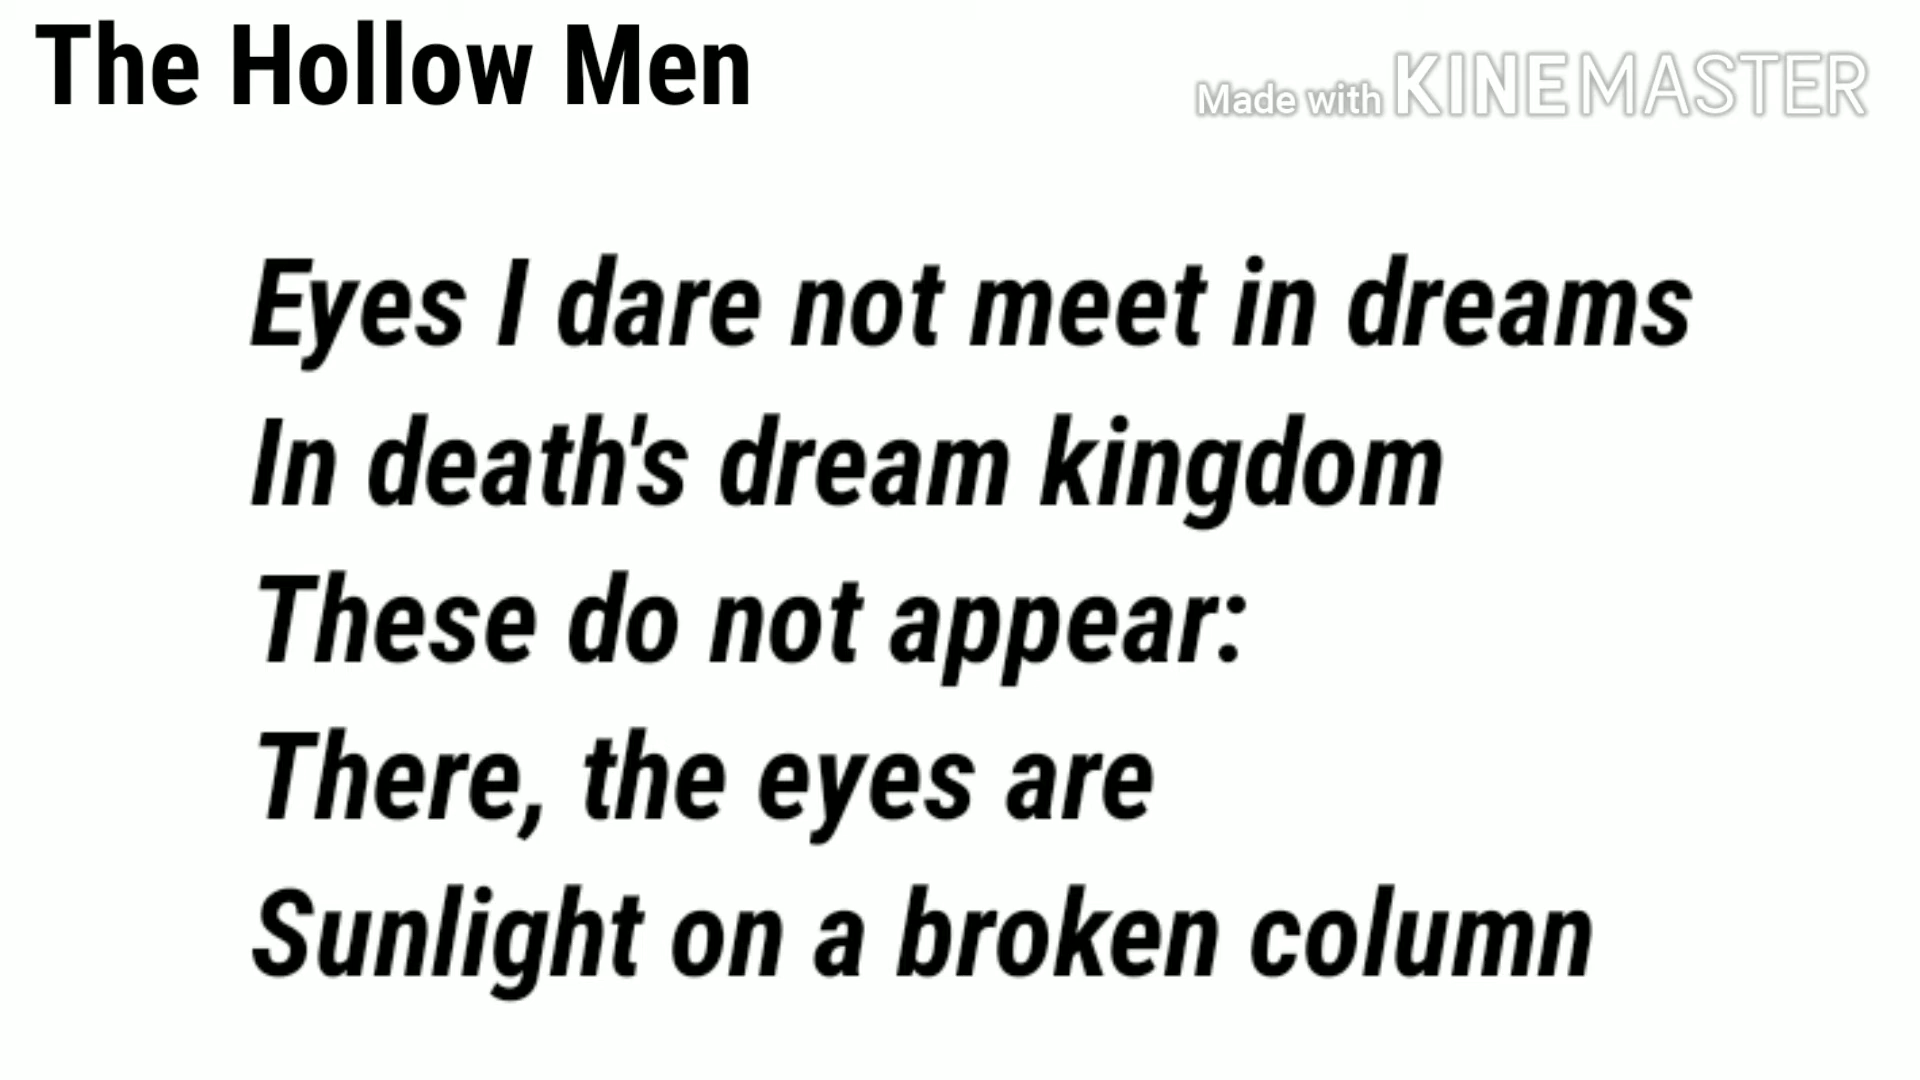 The Hollow Men
Made with KINEMASTER
Eyes I dare not meet in dreams
In death's dream kingdom
These do not appear:
There, the eyes are
Sunlight on a broken column